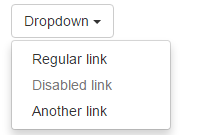 Dropdown
Regular link
Disabled link
Another link